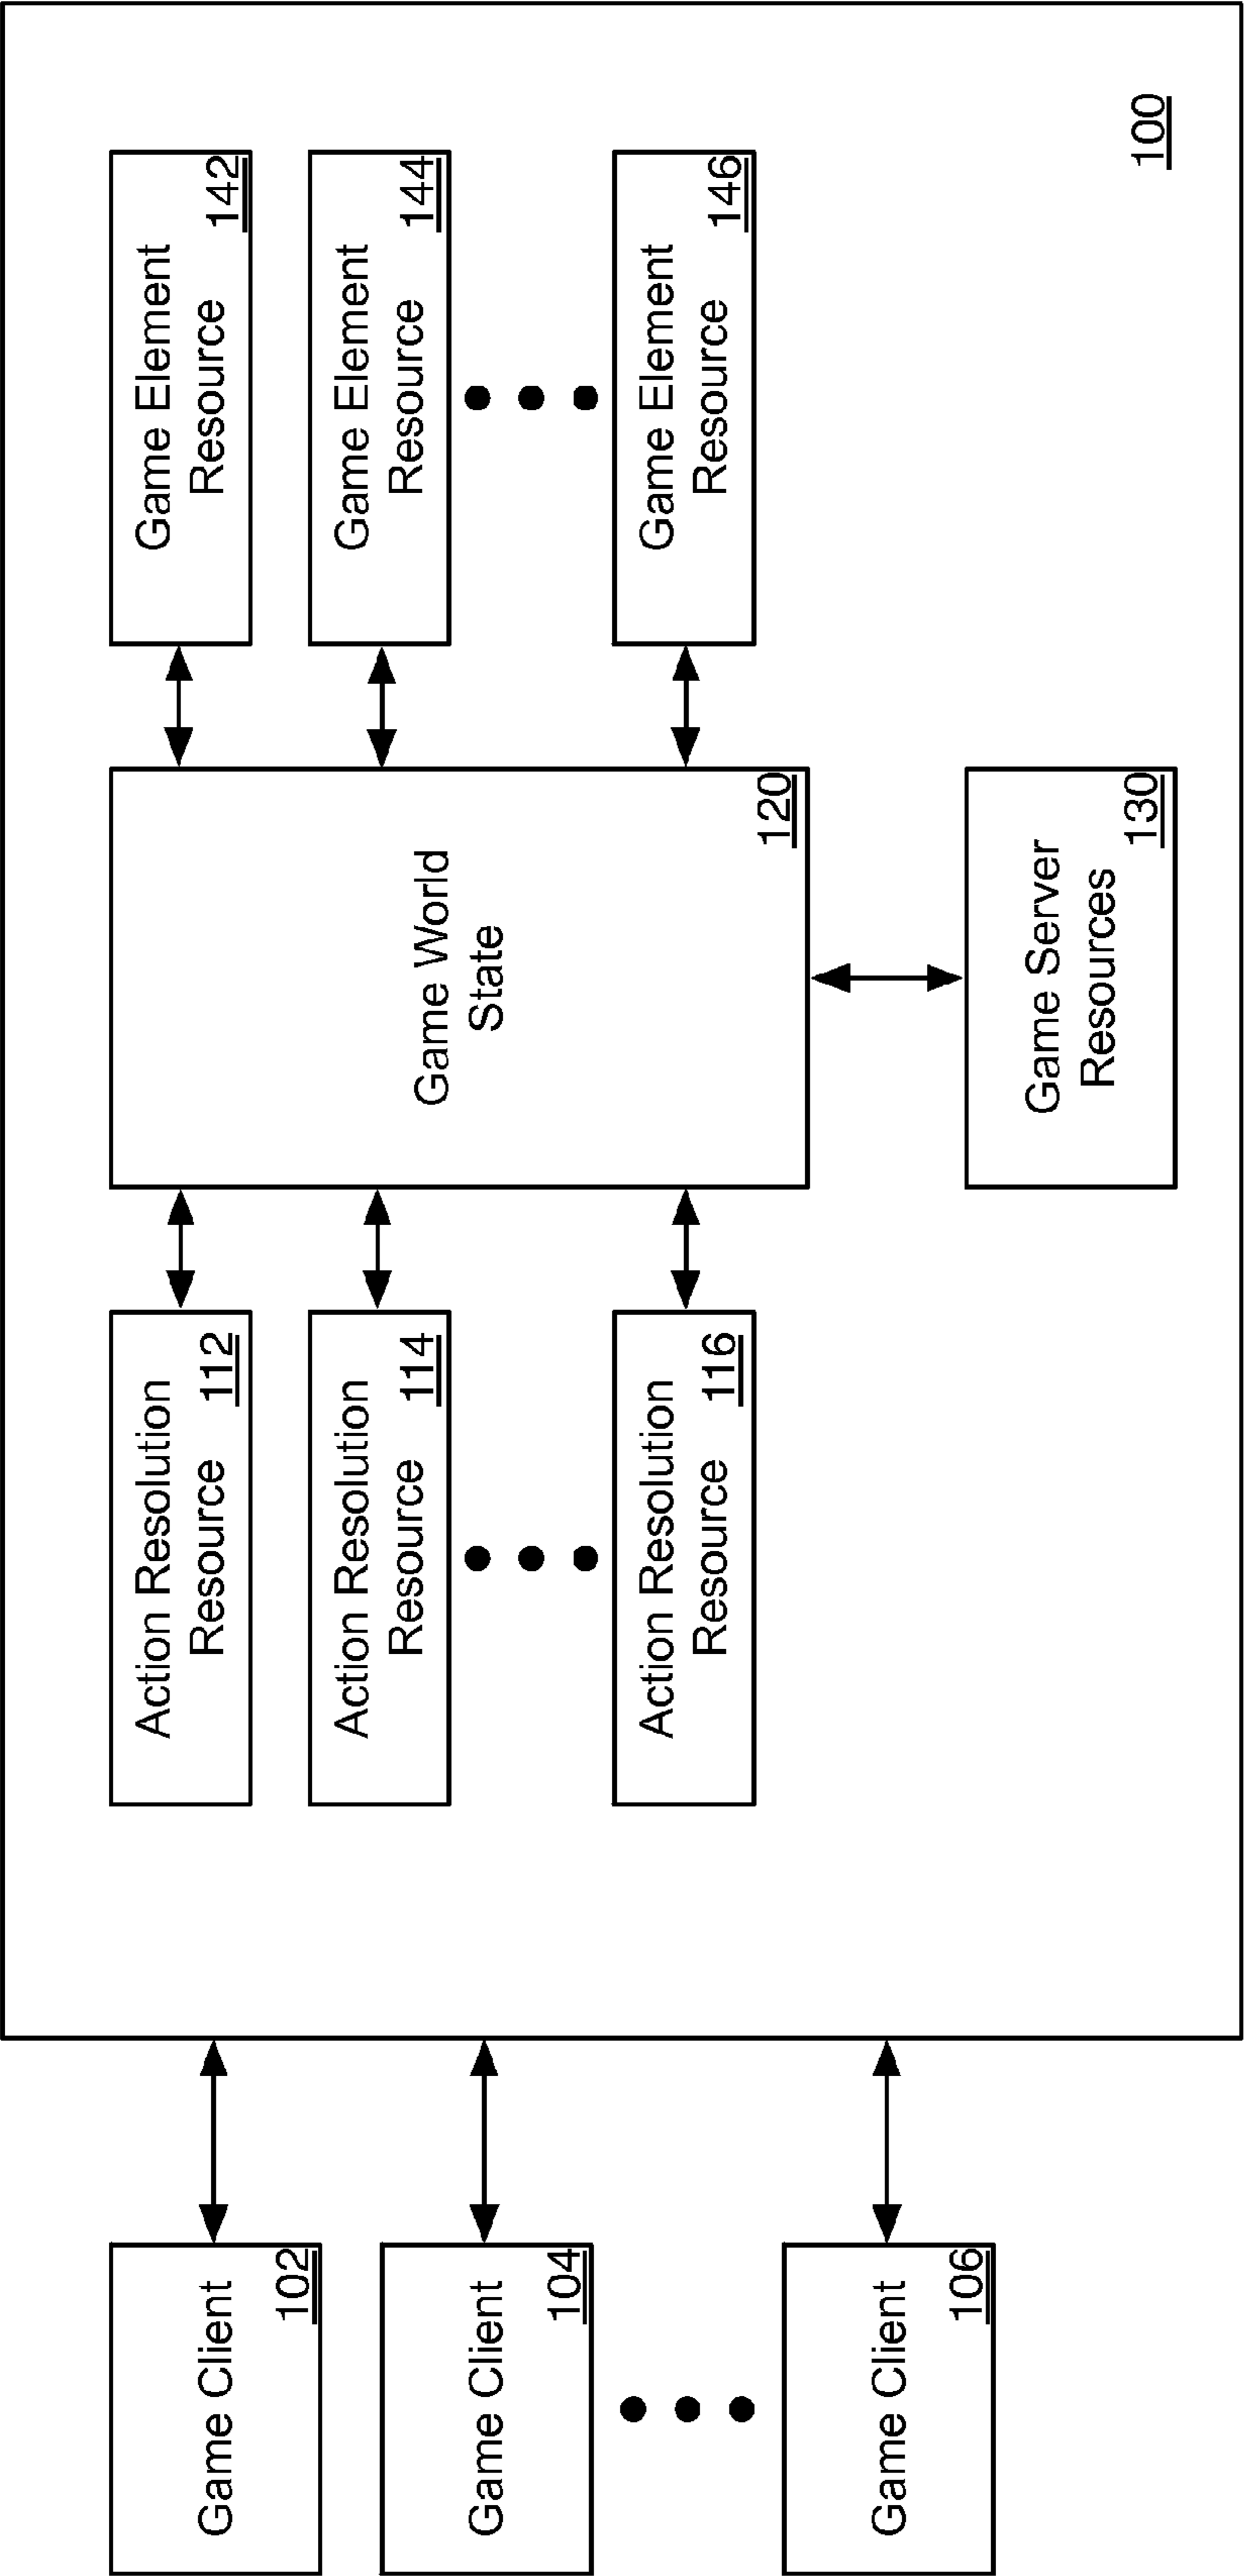 Game Client
102
Game Client
104
Game Client
106
Action Resolution
Resource
112
Action Resolution
Resource
114
Action Resolution
Resource
116
Game World
State
120
Game Server
Resources
130
Game Element
Resource
142
Game Element
Resource
144
Game Element
Resource
146
100